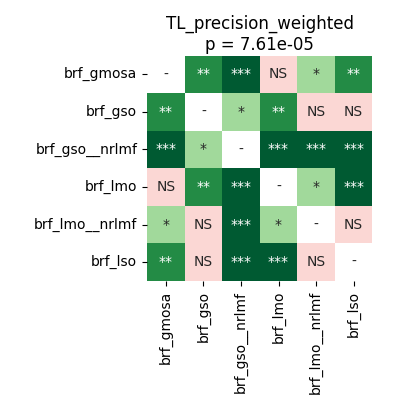 TL_precision_weighted
p = 7.61e-05
brf_gmosa - ** *** NS * **
brf_gso ** - * ** NS NS
brf_gso__nrlmf *** * - *** *** ***
brf_lmo NS ** *** - * ***
brf_lmo__nrlmf * NS *** * - NS
brf_lso ** NS *** *** NS -
brf_gmosa
brf_gso
brf_gso__nrlmf
brf_lmo
brf_lmo__nrlmf
brf_lso